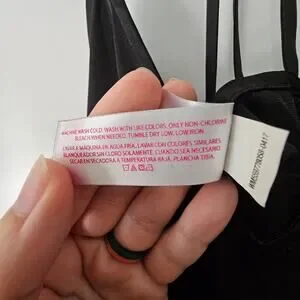 MACHINE WASH COLD. WASH WITH LIKE COLORS. ONLY NON-CHLORINE
BLEACH WHEN NEEDED. TUMBLE DRY LOW. LOW IRON.
LAVAR A MÁQUINA EN AGUA FRÍA. LAVAR CON COLORES SIMILARES.
BLANQUEADOR SIN CLORO SOLAMENTE, CUANDO SEA NECESARIO
SECAR EN SECADORA A TEMPERATURA BAJA. PLANCHA TIBIA.